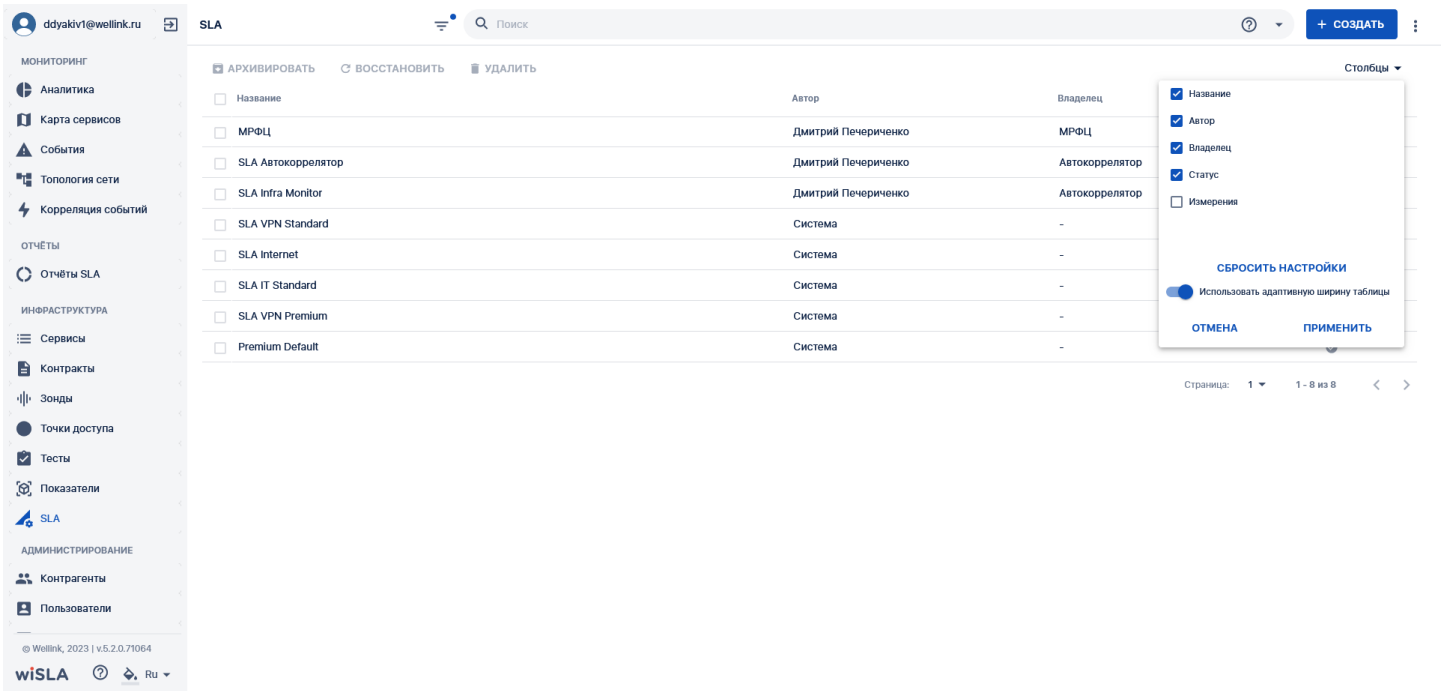 ddyakiv1@wellink.ru
SLA
Поиск
+ СОЗДАТЬ
МОНИТОРИНГ
Аналитика
Карта сервисов
События
Топология сети
Корреляция событий
ОТЧЁТЫ
Отчёты SLA
ИНФРАСТРУКТУРА
Сервисы
Контракты
Зонды
Точки доступа
Тесты
Показатели
SLA
АДМИНИСТРИРОВАНИЕ
Контрагенты
Пользователи
© Wellink, 2023 | v.5.2.0.71064
wiSLA
Ru
АРХИВИРОВАТЬ ВОССТАНОВИТЬ УДАЛИТЬ
Столбцы
Название Автор Владелец
МРФЦ Дмитрий Печериченко МРФЦ
SLA Автокоррелятор Дмитрий Печериченко Автокоррелятор
SLA Infra Monitor Дмитрий Печериченко Автокоррелятор
SLA VPN Standard Система -
SLA Internet Система -
SLA IT Standard Система -
SLA VPN Premium Система -
Premium Default Система -
Название
Автор
Владелец
Статус
Измерения
СБРОСИТЬ НАСТРОЙКИ
Использовать адаптивную ширину таблицы
ОТМЕНА ПРИМЕНИТЬ
Страница: 1 1 - 8 из 8